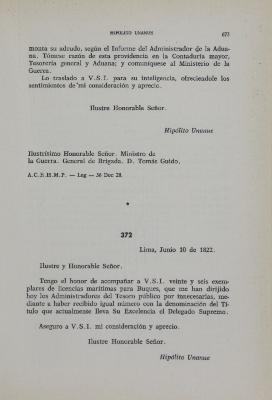 HIPOLITO UNANUE 673
monta su adeudo, según el Informe del Administrador de la Adua-
na. Tómese razón de esta providencia en la Contaduría mayor,
Tesorería general y Aduana; y comuníquese al Ministerio de la
Guerra.
Lo traslado a V.S.I. para su inteligencia, ofreciéndole los
sentimientos de mi consideración y aprecio.
Ilustre Honorable Señor.
Hipólito Unanue
Ilustrísimo Honorable Señor. Ministro de
la Guerra. General de Brigada. D. Tomás Guido.
A.C.E.H.M.P. — Leg — 36 Doc 28.
*
372
Lima, Junio 10 de 1822.
Ilustre y Honorable Señor.
Tengo el honor de acompañar a V.S.I. veinte y seis exem-
plares de licencias marítimas para Buques, que me han dirijido
hoy los Administradores del Tesoro público por innecesarias, me-
diante a haber recibido igual número con la denominación del Tí-
tulo que actualmente lleva Su Excelencia el Delegado Supremo.
Aseguro a V.S.I. mi consideración y aprecio.
Ilustre Honorable Señor.
Hipólito Unanue